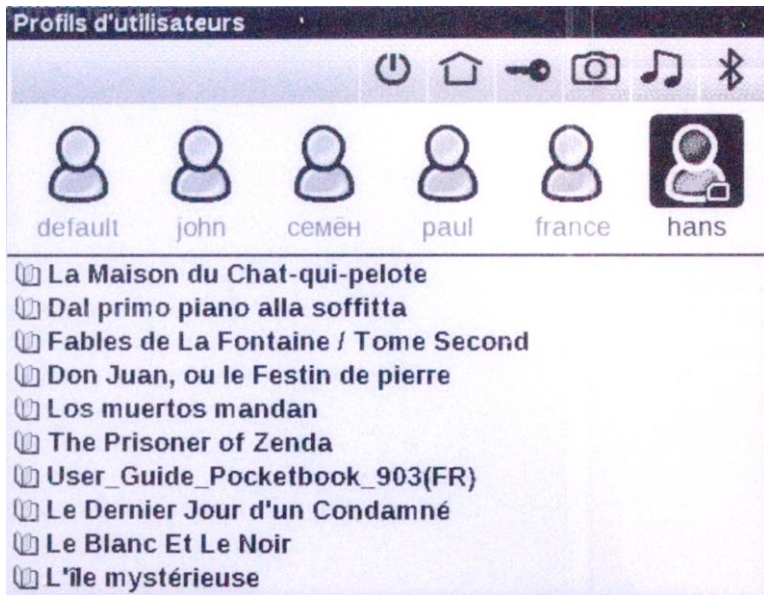 Profils d'utilisateurs
default john семён paul france hans
La Maison du Chat-qui-pelote
Dal primo piano alla soffitta
Fables de La Fontaine / Tome Second
Don Juan, ou le Festin de pierre
Los muertos mandan
The Prisoner of Zenda
User_Guide_Pocketbook_903(FR)
Le Dernier Jour d'un Condamné
Le Blanc Et Le Noir
L'île mystérieuse